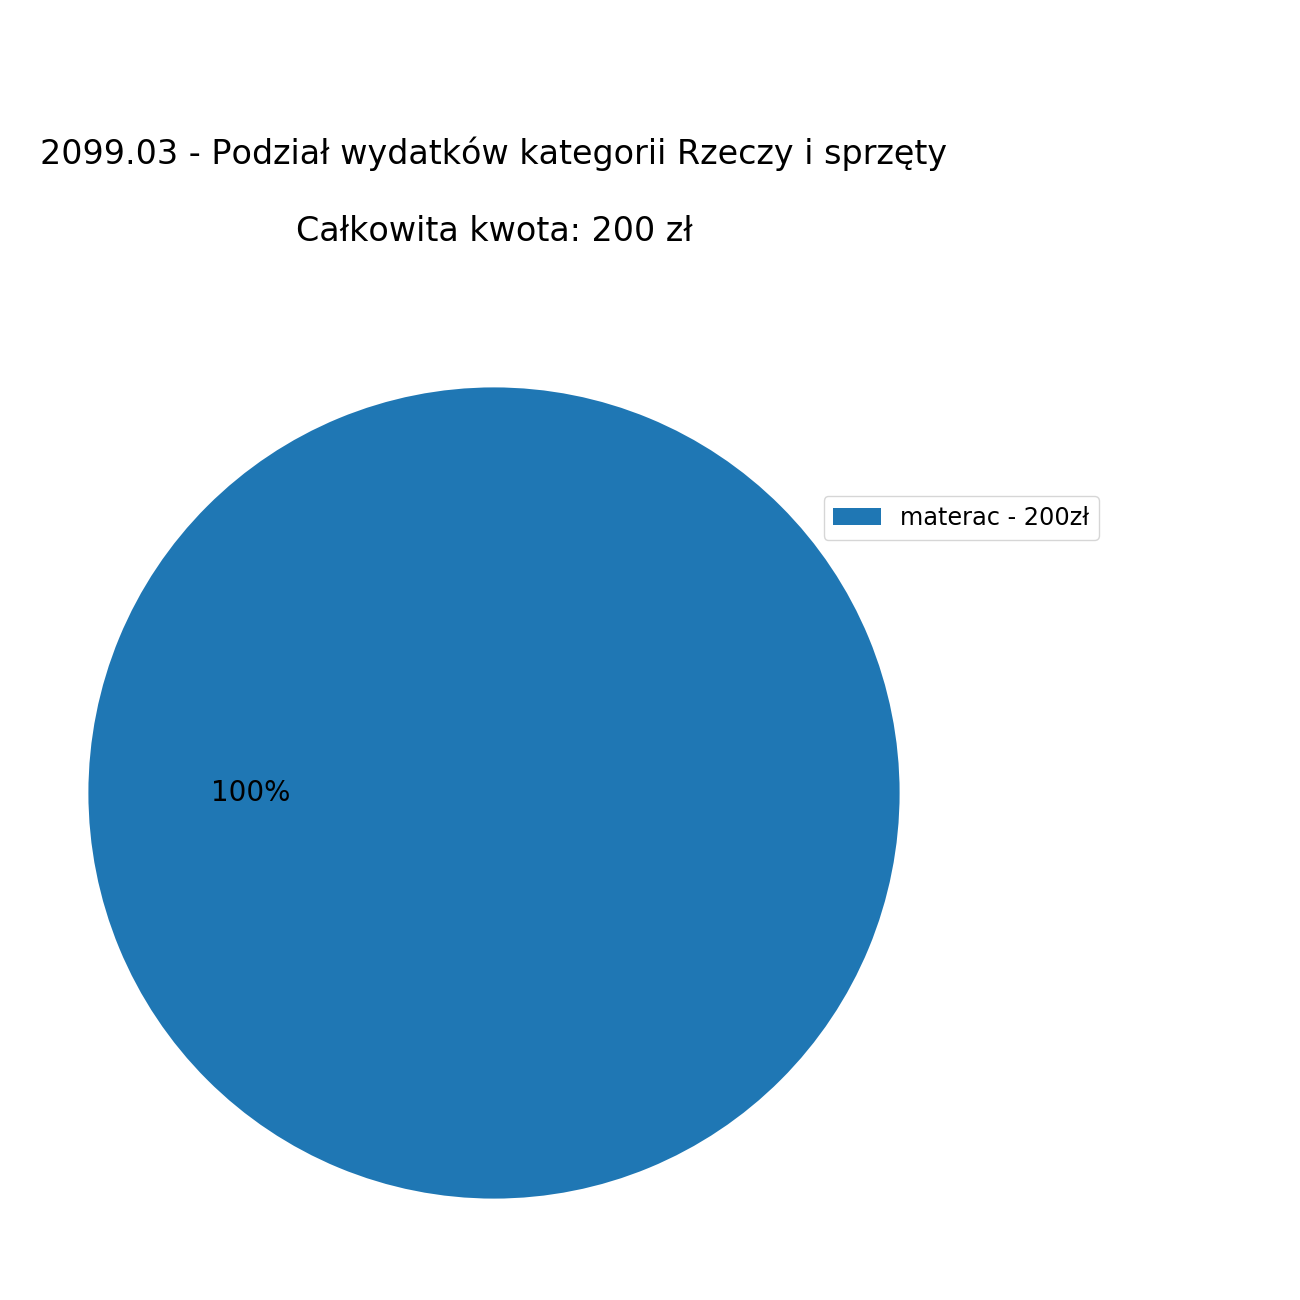 2099.03 - Podział wydatków kategorii Rzeczy i sprzęty
Całkowita kwota: 200 zł
materac - 200zł
100%